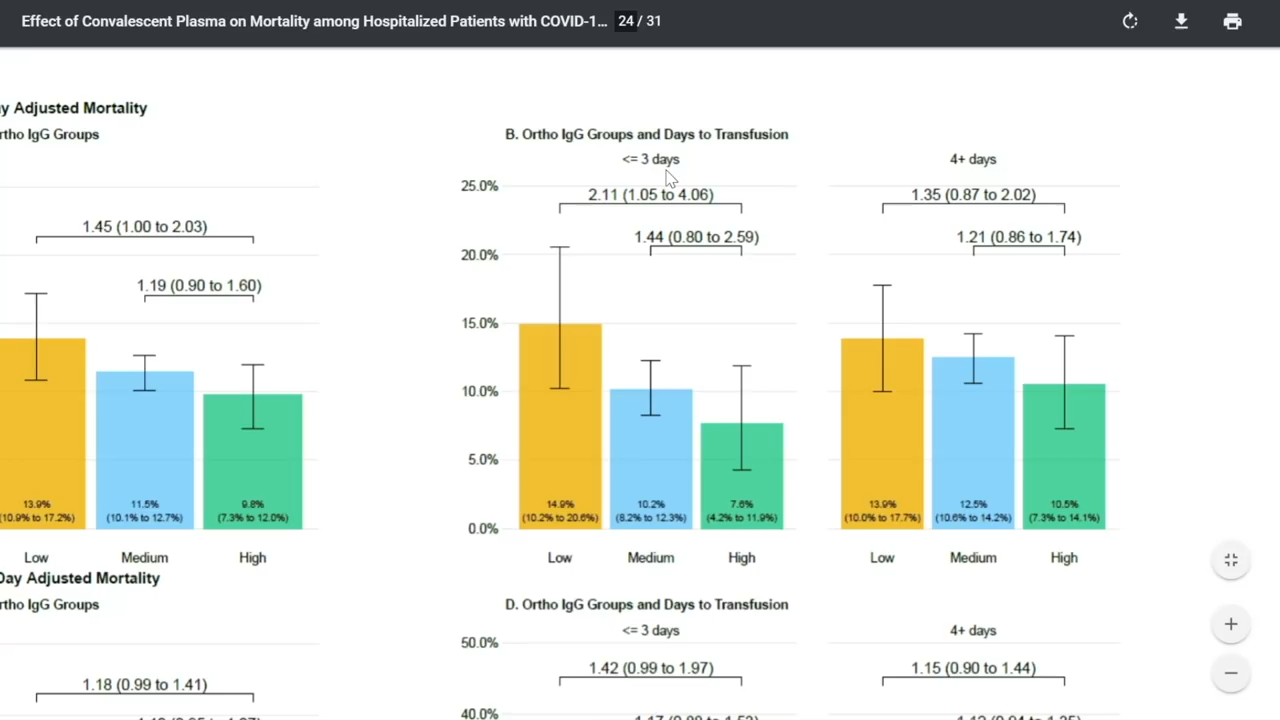 Effect of Convalescent Plasma on Mortality among Hospitalized Patients with COVID-1... 24 / 31
y Adjusted Mortality
rtho IgG Groups
1.45 (1.00 to 2.03)
1.19 (0.90 to 1.60)
13.9% 11.5% 9.8%
(10.9% to 17.2%) (10.1% to 12.7%) (7.3% to 12.0%)
Low Medium High
B. Ortho IgG Groups and Days to Transfusion
<= 3 days 4+ days
25.0%
2.11 (1.05 to 4.06) 1.35 (0.87 to 2.02)
1.44 (0.80 to 2.59) 1.21 (0.86 to 1.74)
20.0%
15.0%
10.0%
5.0%
14.9% 10.2% 7.6% 13.9% 12.5% 10.5%
(10.2% to 20.6%) (8.2% to 12.3%) (4.2% to 11.9%) (10.0% to 17.7%) (10.6% to 14.2%) (7.3% to 14.1%)
0.0%
Low Medium High Low Medium High
Day Adjusted Mortality
rtho IgG Groups
1.18 (0.99 to 1.41)
D. Ortho IgG Groups and Days to Transfusion
<= 3 days 4+ days
50.0%
1.42 (0.99 to 1.97) 1.15 (0.90 to 1.44)
40.0%